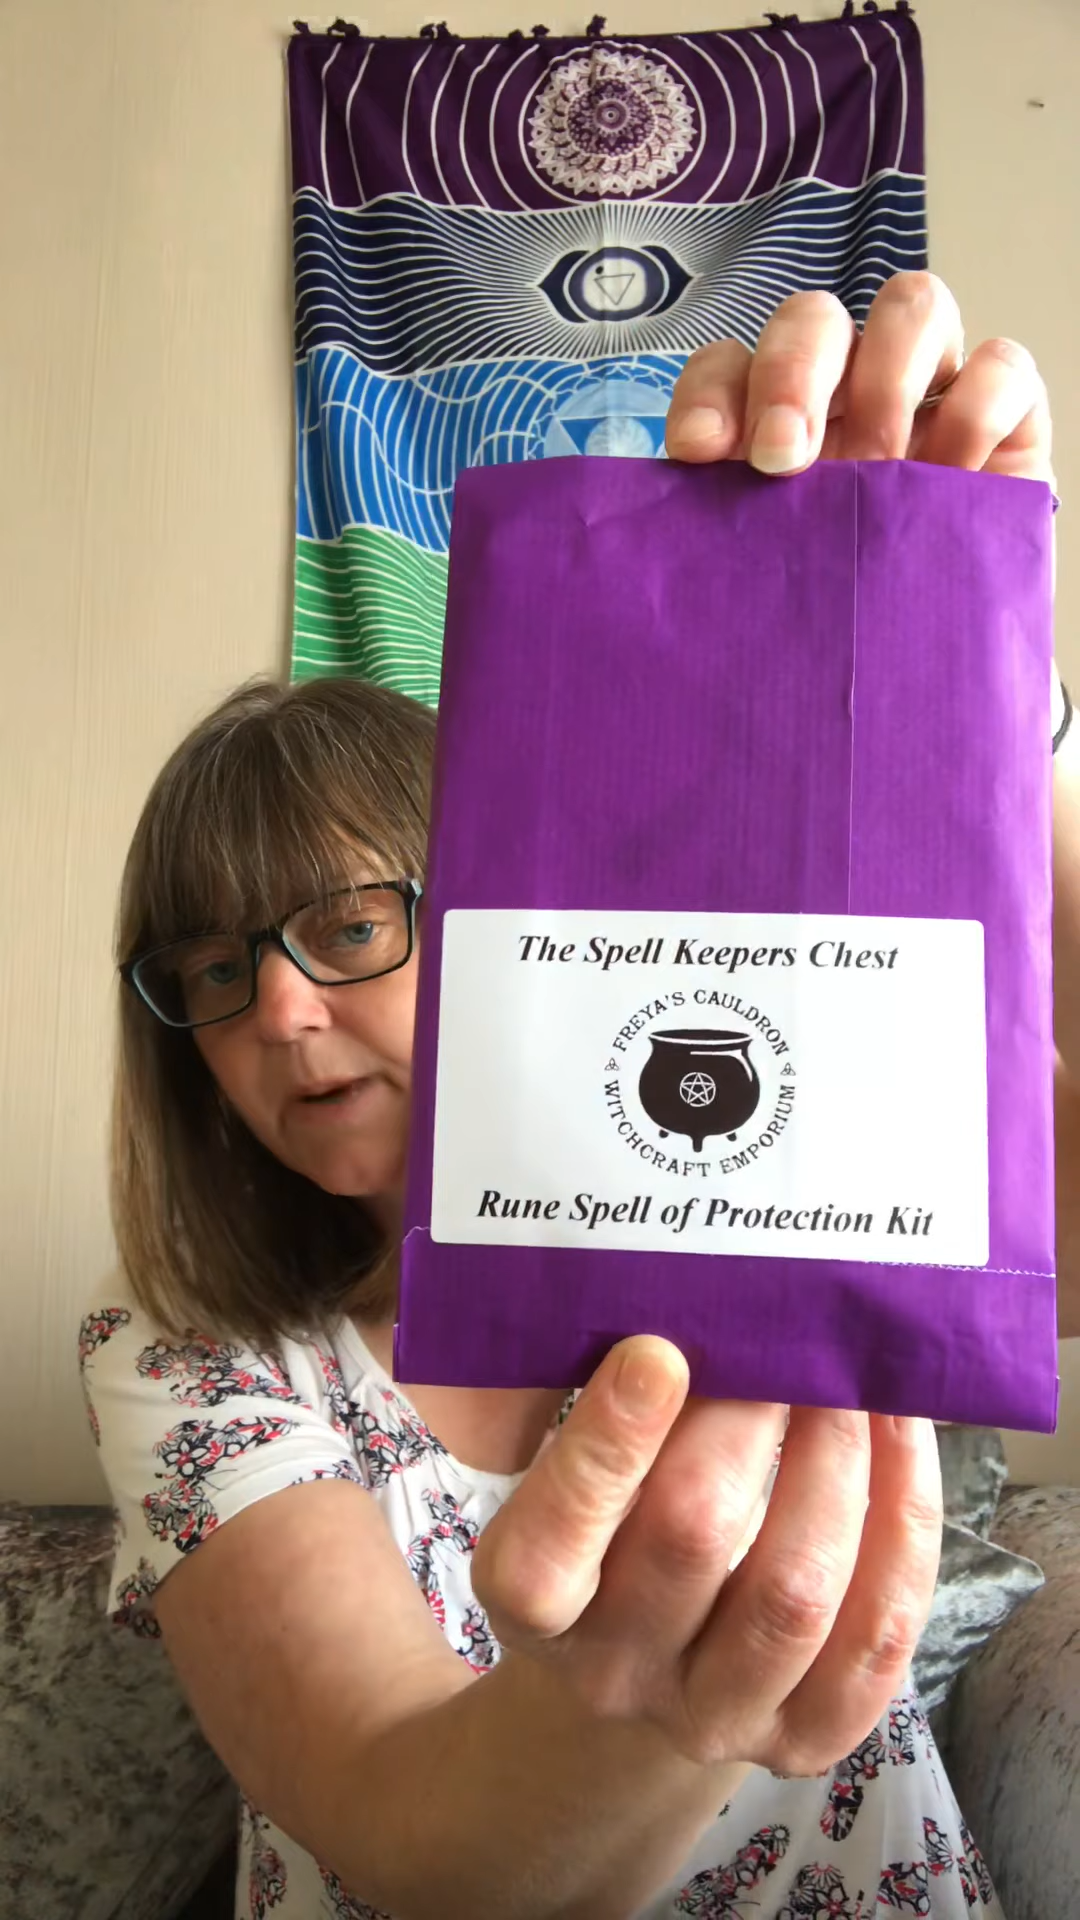 The Spell Keepers Chest
FREYA'S CAULDRON
WITCHCRAFT EMPORIUM
Rune Spell of Protection Kit